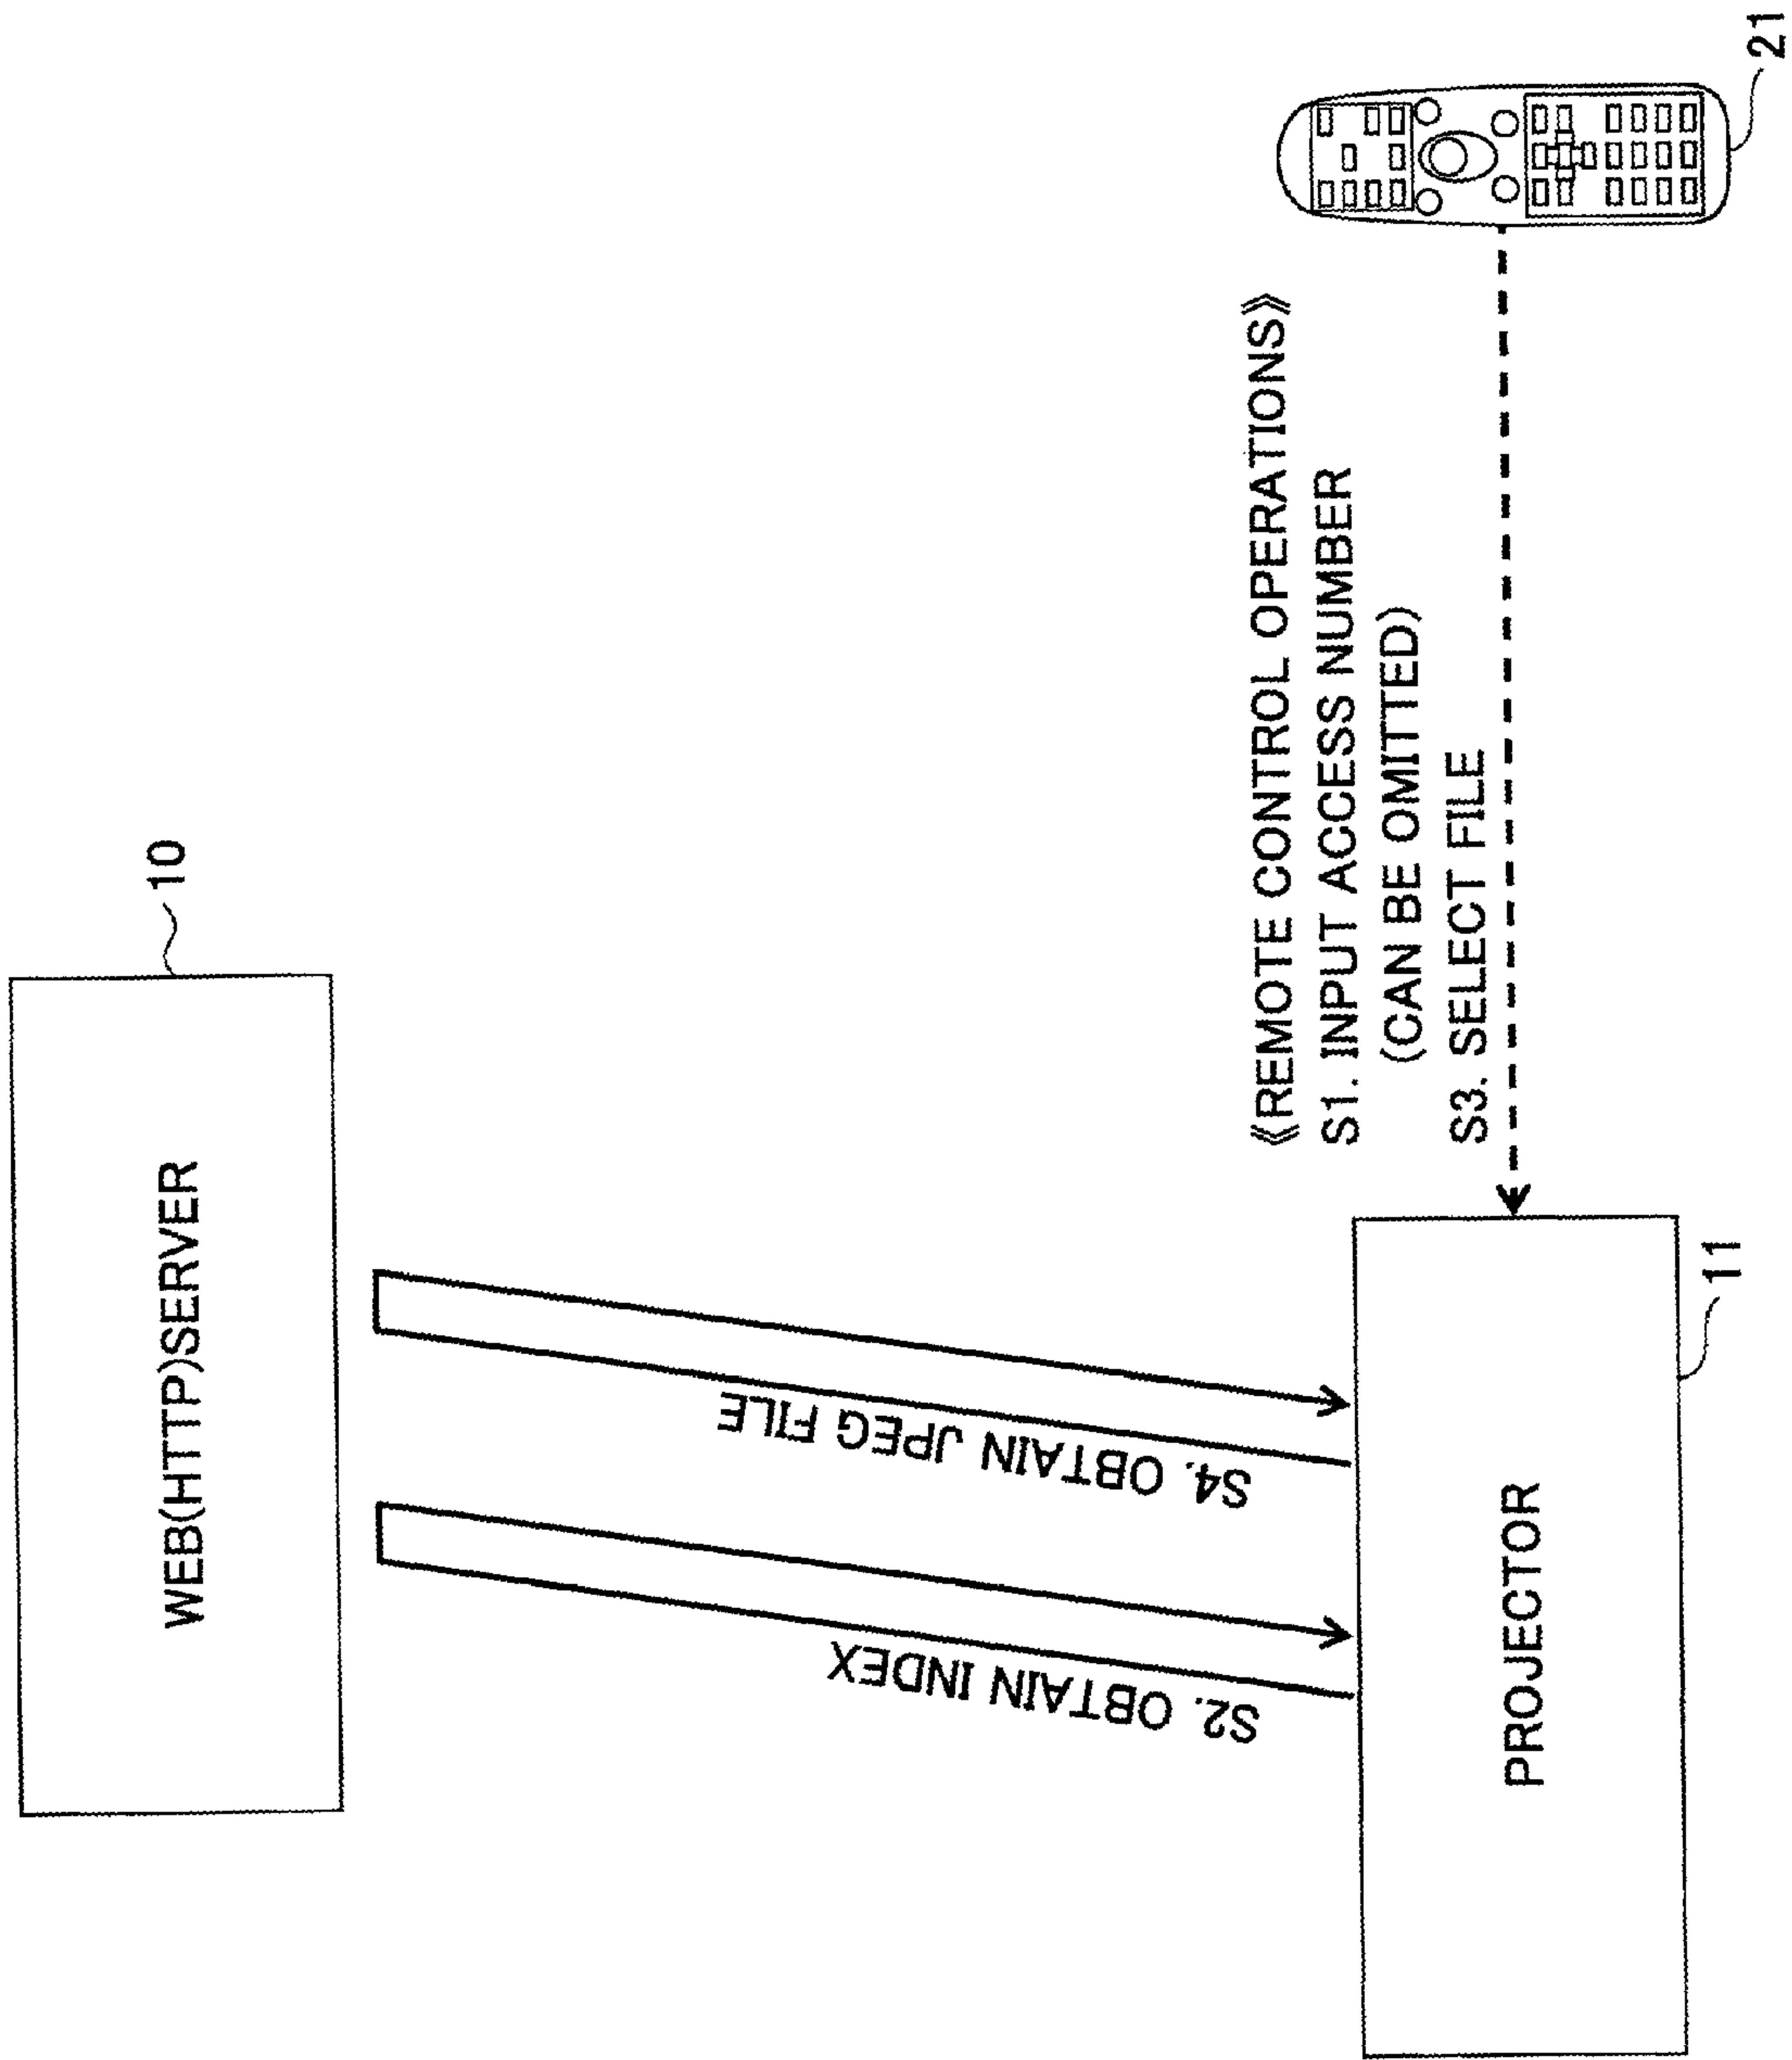 10
WEB(HTTP)SERVER
S2. OBTAIN INDEX
S4. OBTAIN JPEG FILE
《REMOTE CONTROL OPERATIONS》
S1. INPUT ACCESS NUMBER
(CAN BE OMITTED)
S3. SELECT FILE
PROJECTOR
11
21